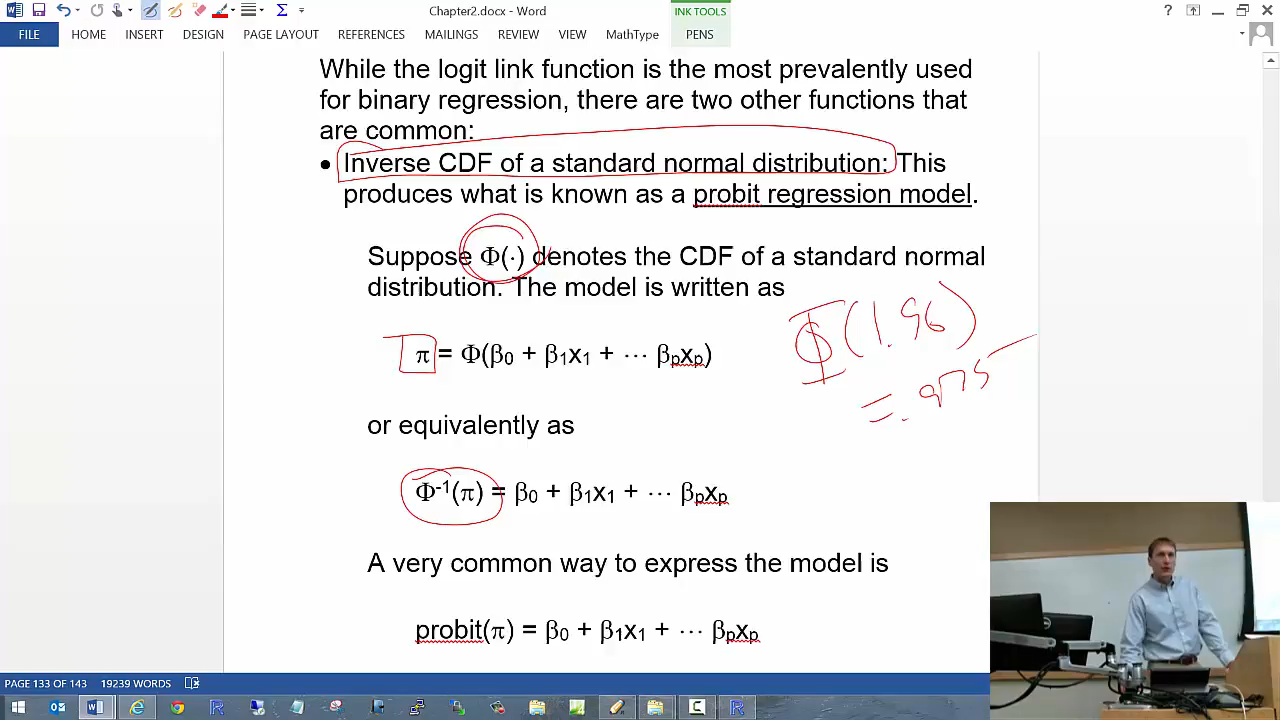 Chapter2.docx - Word
INK TOOLS
FILE HOME INSERT DESIGN PAGE LAYOUT REFERENCES MAILINGS REVIEW VIEW MathType PENS
While the logit link function is the most prevalently used
for binary regression, there are two other functions that
are common:
• Inverse CDF of a standard normal distribution: This
produces what is known as a probit regression model.
Suppose Φ(·) denotes the CDF of a standard normal
distribution. The model is written as
Φ(1.96)
π = Φ(β0 + β1x1 + ⋯ βpxp)
= .975
or equivalently as
Φ-1(π) = β0 + β1x1 + ⋯ βpxp
A very common way to express the model is
probit(π) = β0 + β1x1 + ⋯ βpxp
PAGE 133 OF 143 19239 WORDS